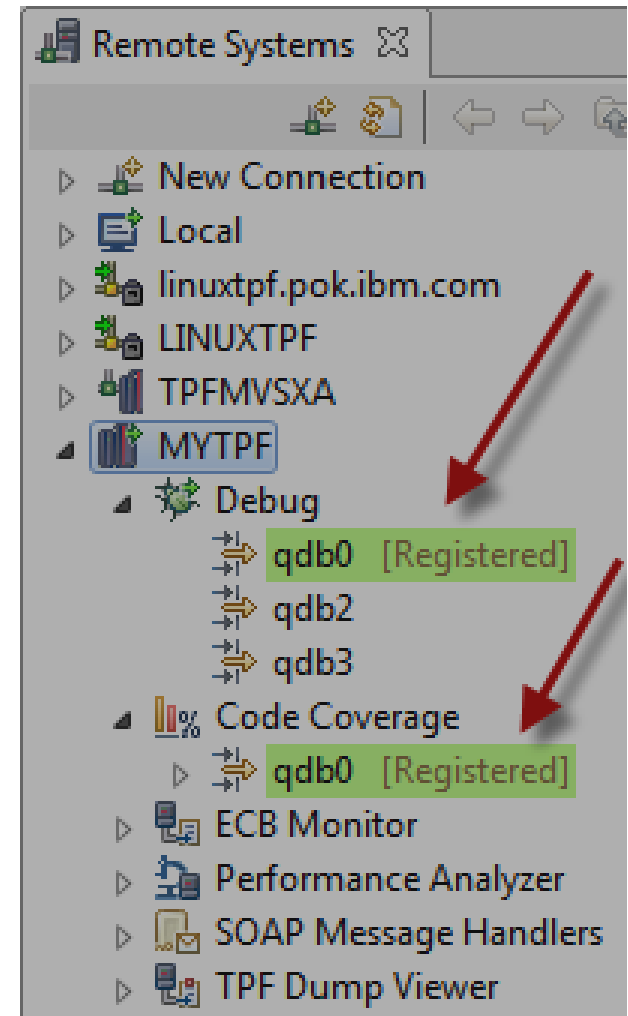 Remote Systems
New Connection
Local
linuxtpf.pok.ibm.com
LINUXTPF
TPFMVSXA
MYTPF
Debug
qdb0 [Registered]
qdb2
qdb3
% Code Coverage
qdb0 [Registered]
ECB Monitor
Performance Analyzer
SOAP Message Handlers
TPF Dump Viewer